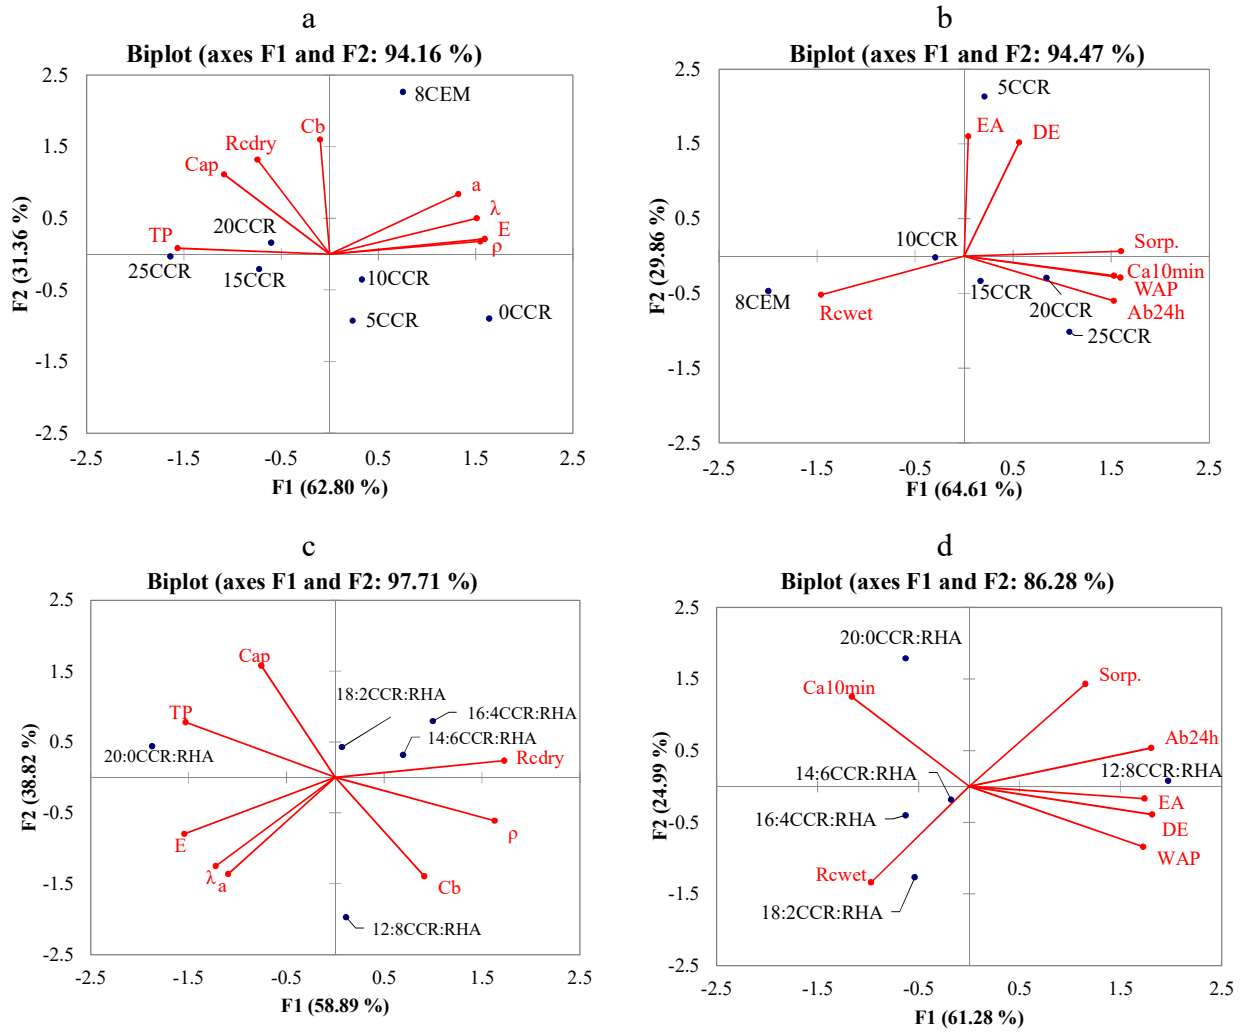 a
Biplot (axes F1 and F2: 94.16 %)
2.5
8CEM
Cb
1.5
Rcdry
Cap
a
λ
0.5
20CCR
TP
E
ρ
25CCR
15CCR
10CCR
-0.5
5CCR
0CCR
-1.5
-2.5
F2 (31.36 %)
-2.5
-1.5
-0.5
0.5
1.5
2.5
F1 (62.80 %)
b
Biplot (axes F1 and F2: 94.47 %)
2.5
5CCR
EA
DE
1.5
0.5
10CCR
Sorp.
Ca10min
-0.5
8CEM
15CCR
WAP
Rcwet
20CCR
Ab24h
25CCR
-1.5
-2.5
F2 (29.86 %)
-2.5
-1.5
-0.5
0.5
1.5
2.5
F1 (64.61 %)
c
Biplot (axes F1 and F2: 97.71 %)
2.5
Cap
1.5
18:2CCR:RHA
TP
16:4CCR:RHA
0.5
14:6CCR:RHA
20:0CCR:RHA
Rcdry
-0.5
E
ρ
λ
a
Cb
-1.5
12:8CCR:RHA
-2.5
F2 (38.82 %)
-2.5
-1.5
-0.5
0.5
1.5
2.5
F1 (58.89 %)
d
Biplot (axes F1 and F2: 86.28 %)
2.5
20:0CCR:RHA
Ca10min
Sorp.
1.5
Ab24h
0.5
14:6CCR:RHA
12:8CCR:RHA
EA
16:4CCR:RHA
-0.5
DE
WAP
Rcwet
18:2CCR:RHA
-1.5
-2.5
F2 (24.99 %)
-2.5
-1.5
-0.5
0.5
1.5
2.5
F1 (61.28 %)